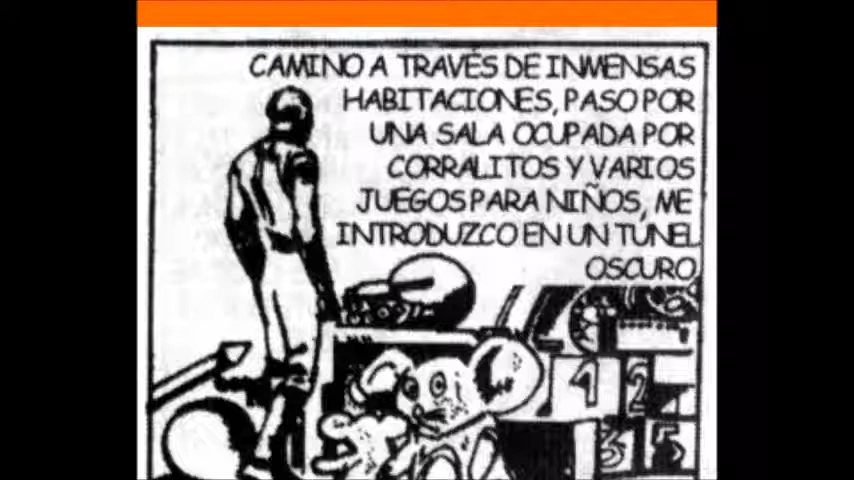 CAMINO A TRAVÉS DE INMENSAS
HABITACIONES, PASO POR
UNA SALA OCUPADA POR
CORRALITOS Y VARIOS
JUEGOS PARA NIÑOS, ME
INTRODUZCO EN UN TUNEL
OSCURO
1 2
3 5